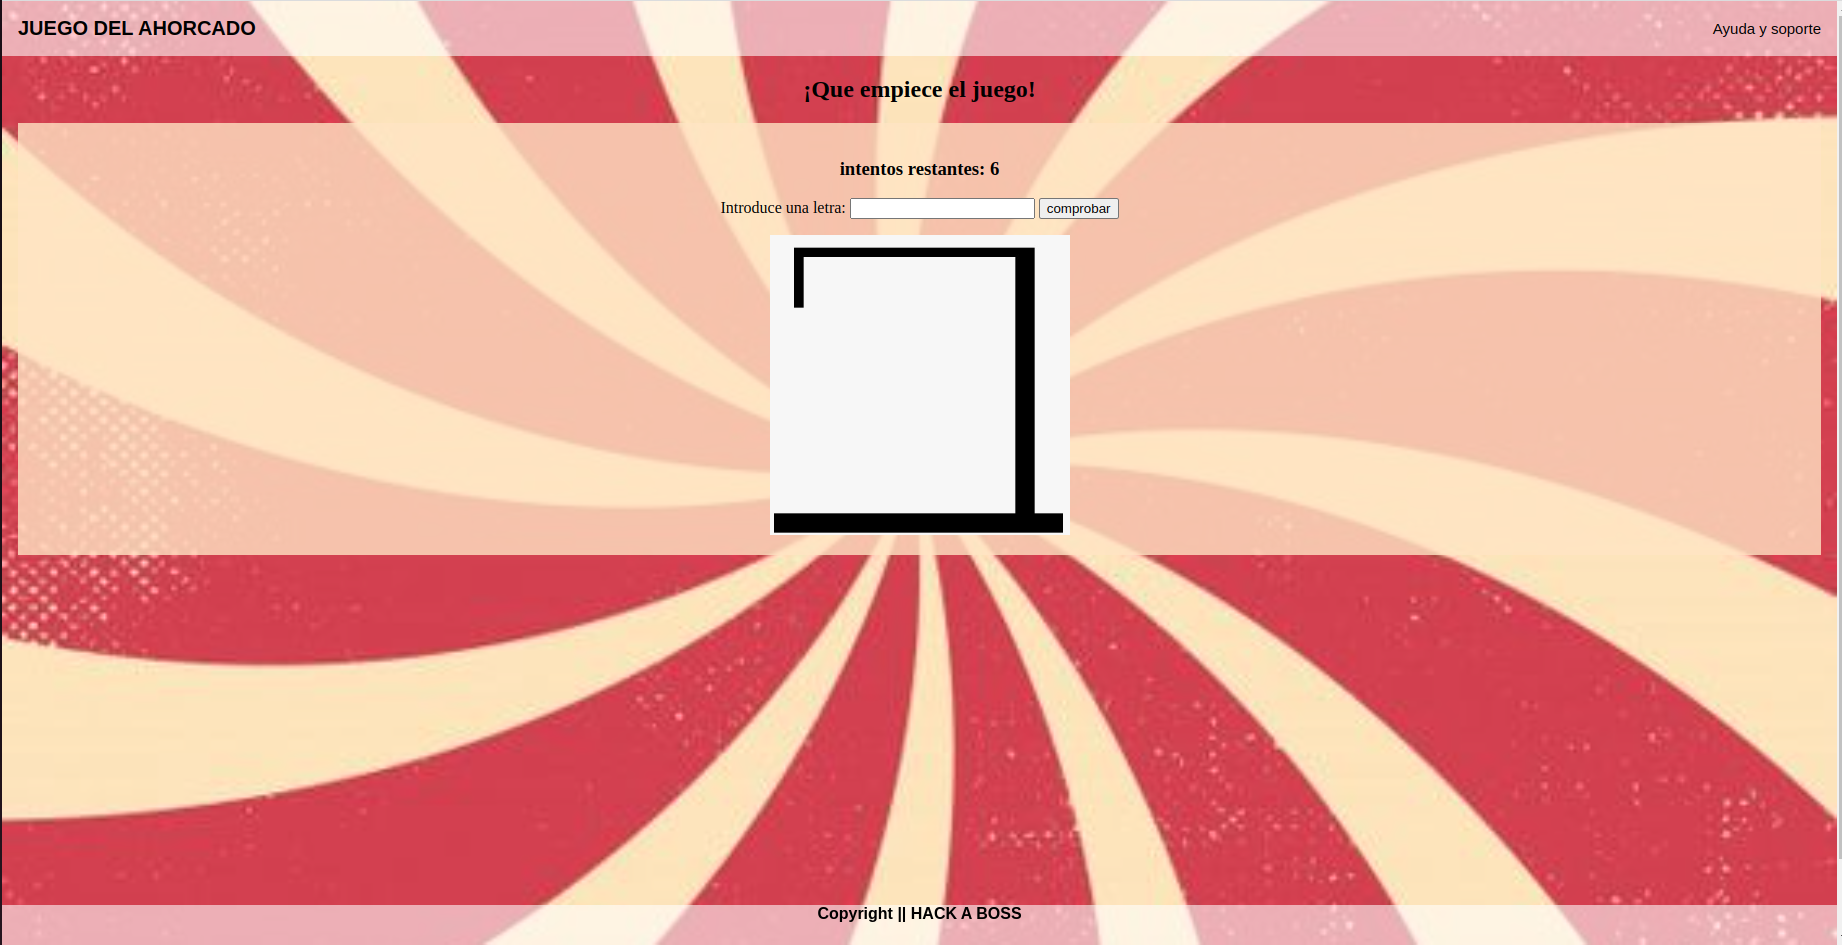 JUEGO DEL AHORCADO
Ayuda y soporte
¡Que empiece el juego!
intentos restantes: 6
Introduce una letra: comprobar
Copyright || HACK A BOSS